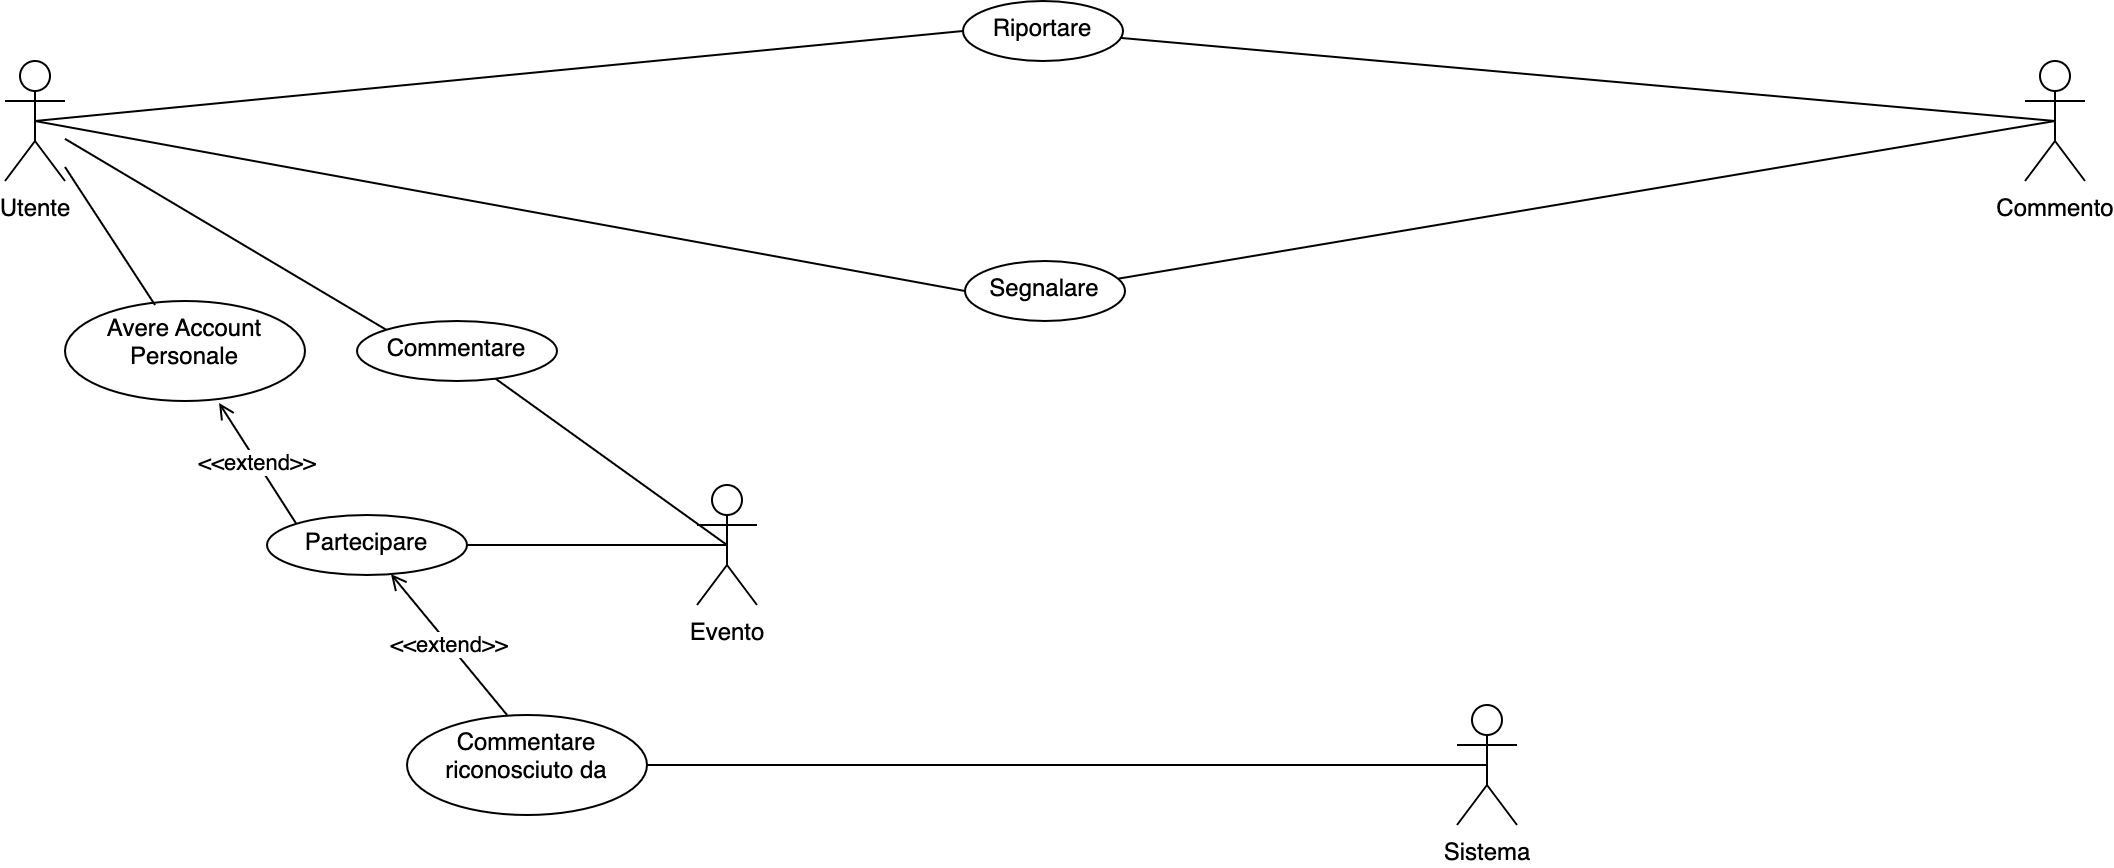 Riportare
Utente
Commento
Segnalare
Avere Account
Personale
Commentare
<<extend>>
Partecipare
Evento
<<extend>>
Commentare
riconosciuto da
Sistema